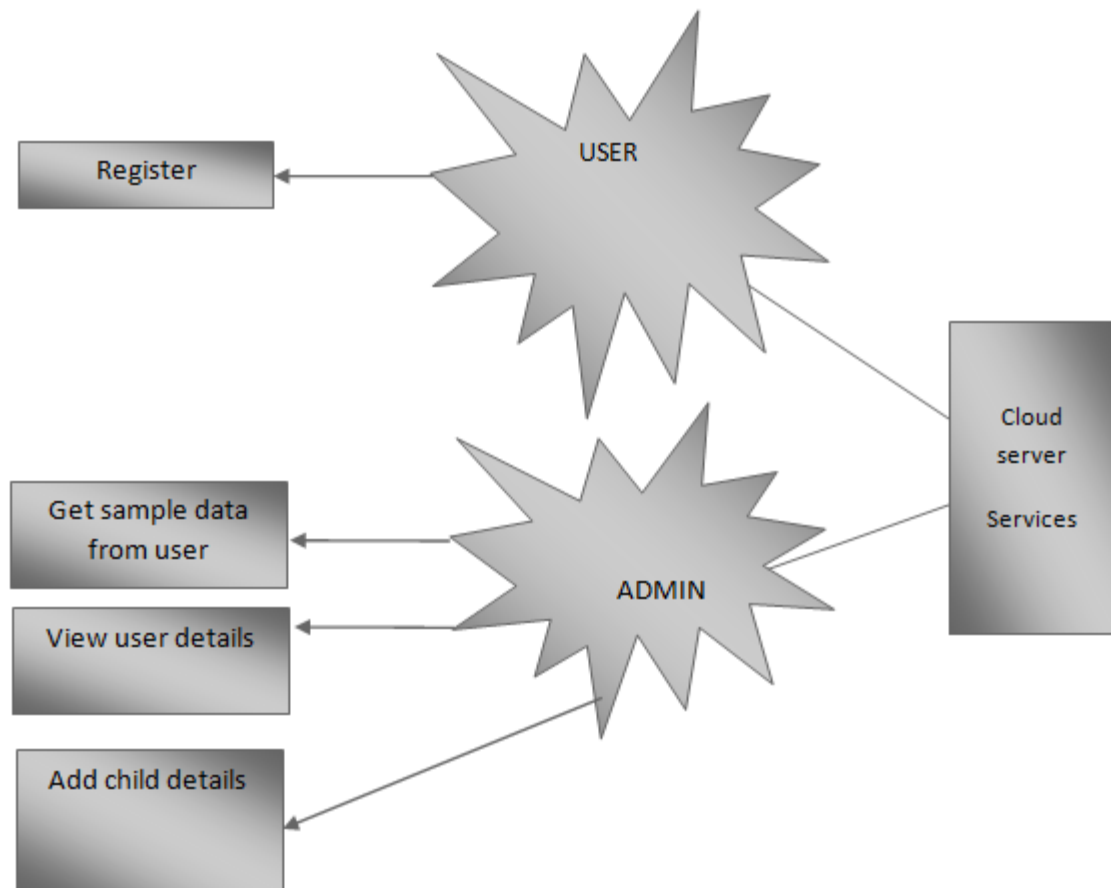 USER
Register
Cloud
server
Services
Get sample data
from user
ADMIN
View user details
Add child details